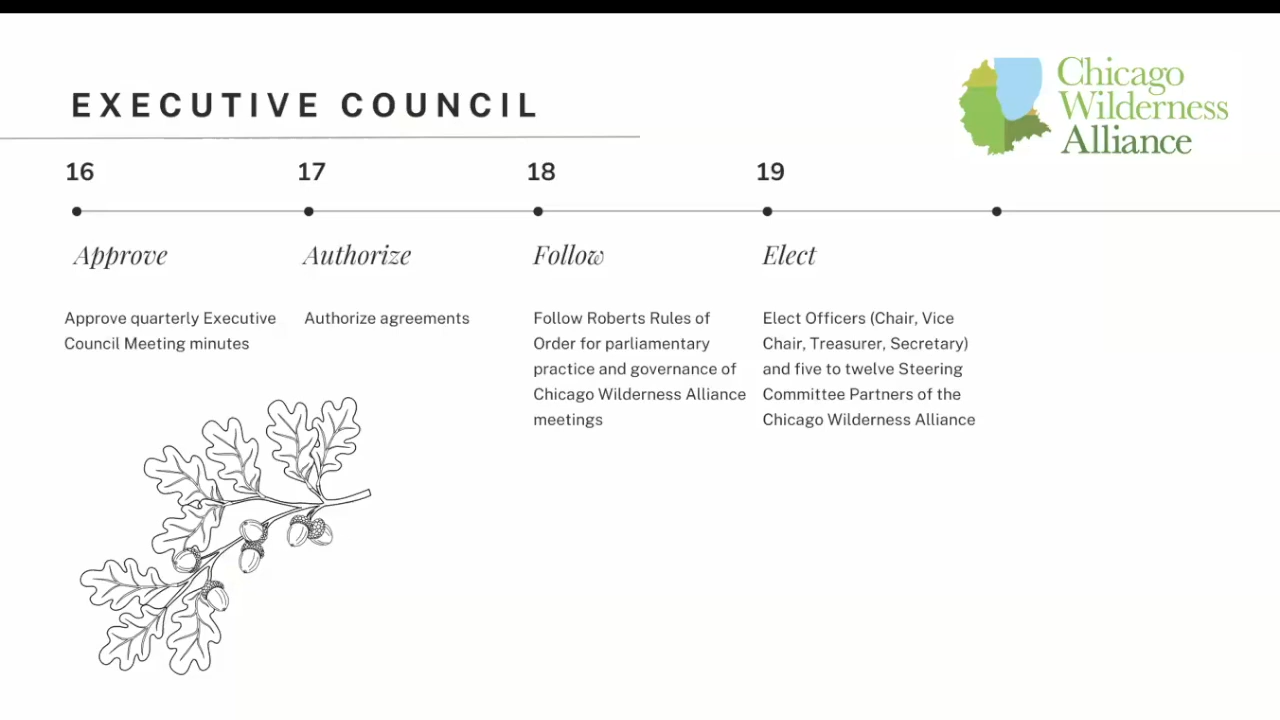 EXECUTIVE COUNCIL
Chicago
Wilderness
Alliance
16
17
18
19
Approve
Authorize
Follow
Elect
Approve quarterly Executive
Council Meeting minutes
Authorize agreements
Follow Roberts Rules of
Order for parliamentary
practice and governance of
Chicago Wilderness Alliance
meetings
Elect Officers (Chair, Vice
Chair, Treasurer, Secretary)
and five to twelve Steering
Committee Partners of the
Chicago Wilderness Alliance